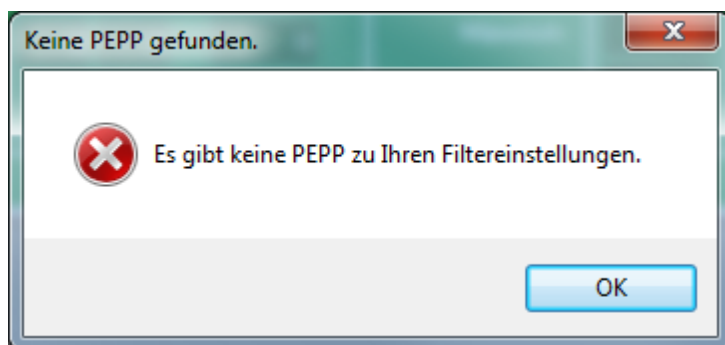 Keine PEPP gefunden.
Es gibt keine PEPP zu Ihren Filtereinstellungen.
OK